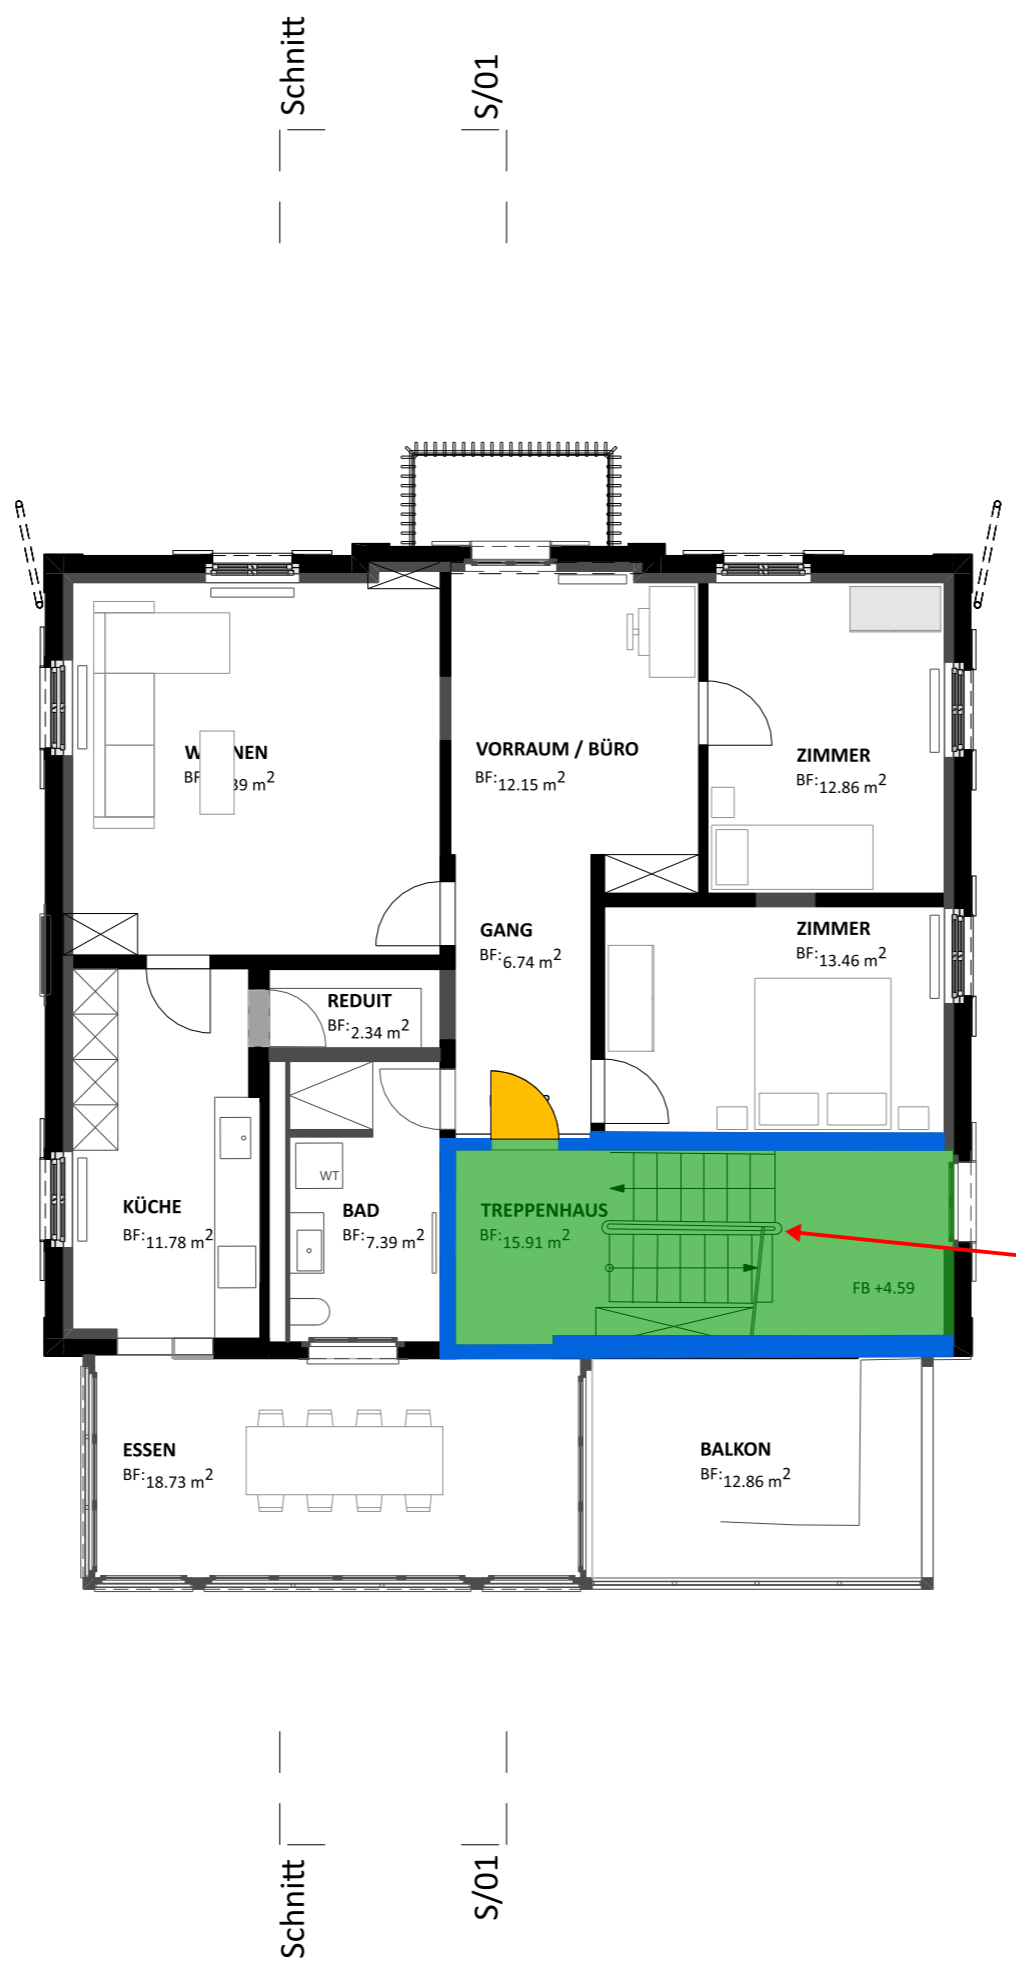 Schnitt
S/01
VORRAUM / BÜRO
BF: 12.15 m²
ZIMMER
BF: 12.86 m²
GANG
BF: 6.74 m²
ZIMMER
BF: 13.46 m²
REDUIT
BF: 2.34 m²
WT
KÜCHE
BF: 11.78 m²
BAD
BF: 7.39 m²
TREPPENHAUS
BF: 15.91 m²
FB +4.59
ESSEN
BF: 18.73 m²
BALKON
BF: 12.86 m²
Schnitt
S/01